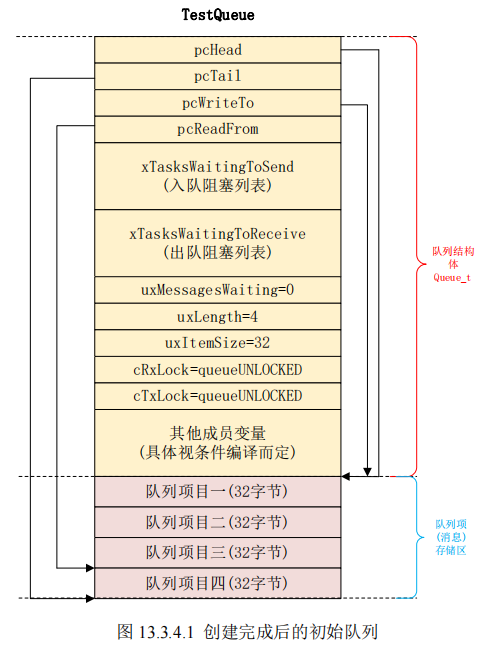 TestQueue
pcHead
pcTail
pcWriteTo
pcReadFrom
xTasksWaitingToSend
(入队阻塞列表)
xTasksWaitingToReceive
(出队阻塞列表)
uxMessagesWaiting=0
uxLength=4
uxItemSize=32
cRxLock=queueUNLOCKED
cTxLock=queueUNLOCKED
其他成员变量
(具体视条件编译而定)
队列结构
体
Queue_t
队列项目一(32字节)
队列项目二(32字节)
队列项目三(32字节)
队列项目四(32字节)
队列项
(消息)
存储区
图 13.3.4.1 创建完成后的初始队列